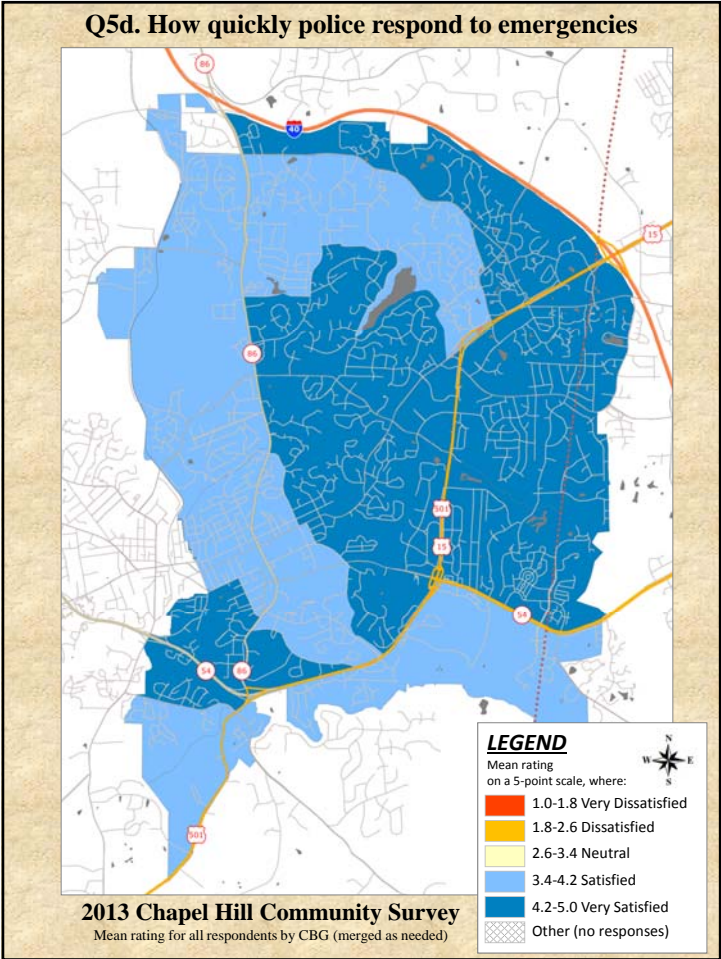 Q5d. How quickly police respond to emergencies
86
40
15
86
501
15
54
54
86
501
LEGEND
Mean rating
on a 5-point scale, where:
N
W E
S
1.0-1.8 Very Dissatisfied
1.8-2.6 Dissatisfied
2.6-3.4 Neutral
3.4-4.2 Satisfied
4.2-5.0 Very Satisfied
Other (no responses)
2013 Chapel Hill Community Survey
Mean rating for all respondents by CBG (merged as needed)